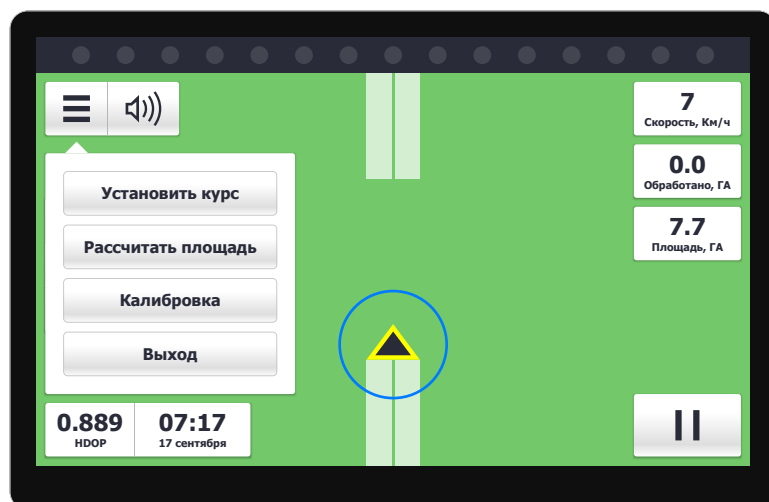 7
Скорость, Км/ч
0.0
Обработано, ГА
7.7
Площадь, ГА
Установить курс
Рассчитать площадь
Калибровка
Выход
0.889
HDOP
07:17
17 сентября